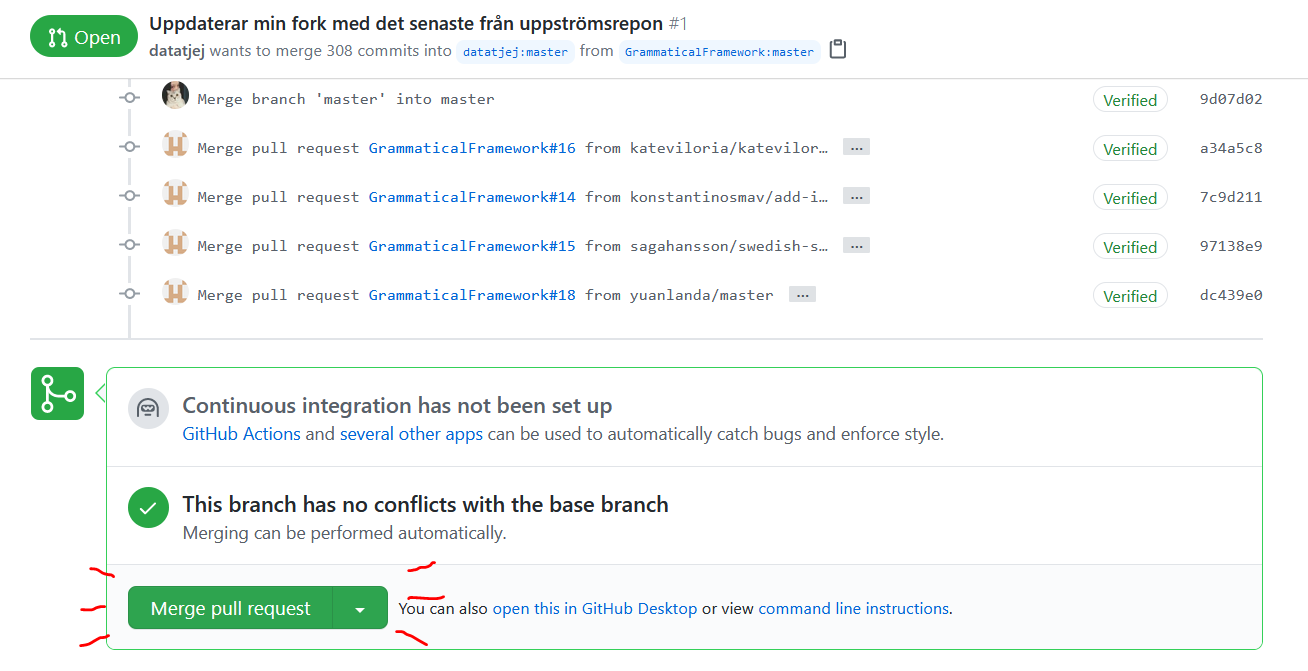 Open Uppdaterar min fork med det senaste från uppströmsrepon #1
datatjej wants to merge 308 commits into datatjej:master from GrammaticalFramework:master
Merge branch 'master' into master Verified 9d07d02
Merge pull request GrammaticalFramework#16 from kateviloria/katevilor… … Verified a34a5c8
Merge pull request GrammaticalFramework#14 from konstantinosmav/add-i… … Verified 7c9d211
Merge pull request GrammaticalFramework#15 from sagahansson/swedish-s… … Verified 97138e9
Merge pull request GrammaticalFramework#18 from yuanlanda/master … Verified dc439e0
Continuous integration has not been set up
GitHub Actions and several other apps can be used to automatically catch bugs and enforce style.
This branch has no conflicts with the base branch
Merging can be performed automatically.
Merge pull request You can also open this in GitHub Desktop or view command line instructions.